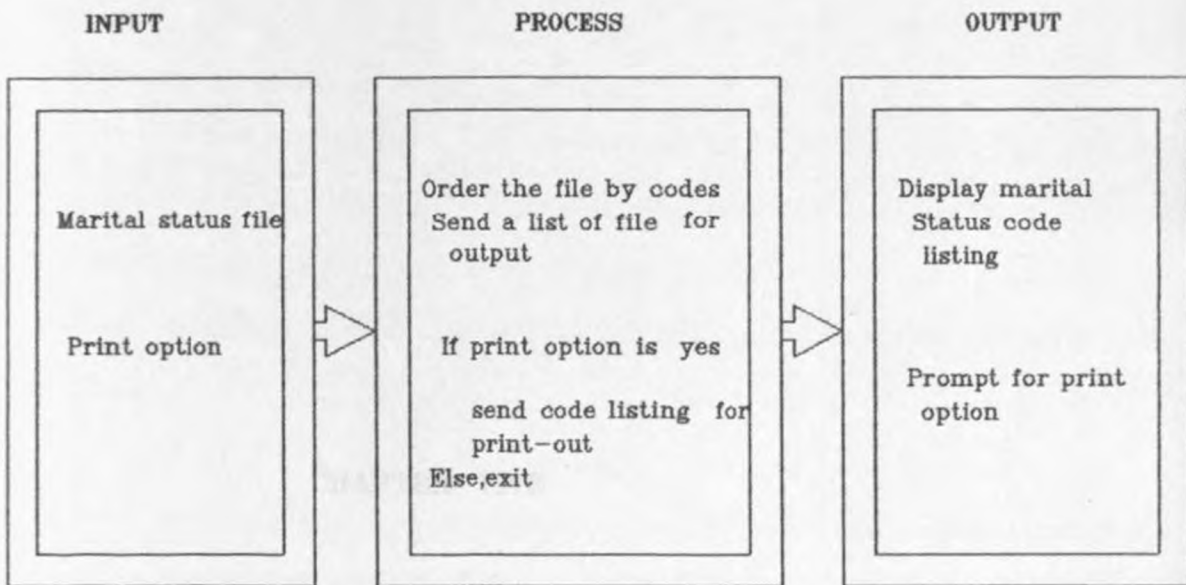 INPUT
PROCESS
OUTPUT
Marital status file
Print option
Order the file by codes
Send a list of file for
output
If print option is yes
send code listing for
print-out
Else,exit
Display marital
Status code
listing
Prompt for print
option